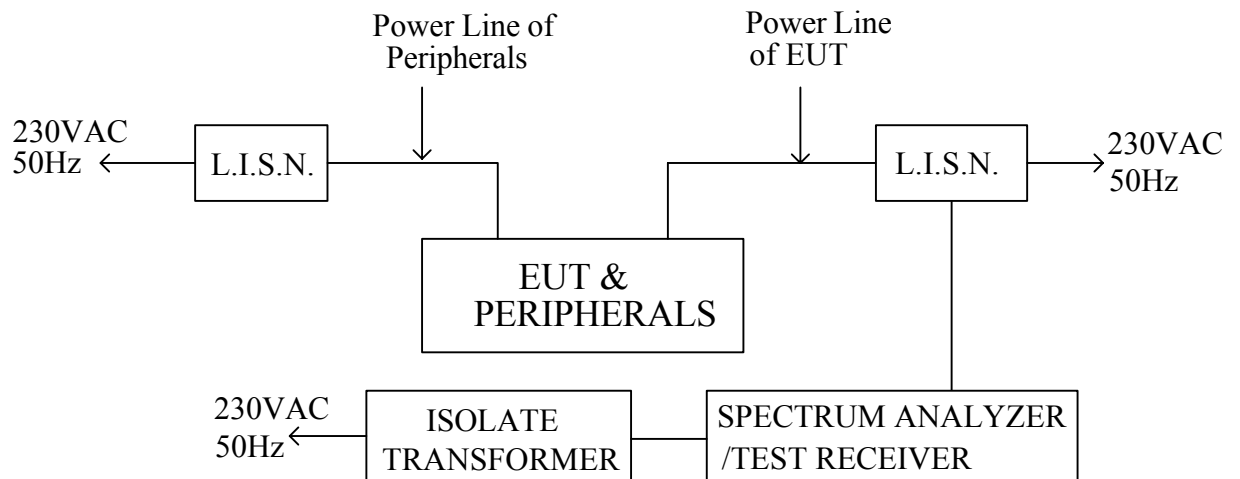 Power Line of
Peripherals
Power Line
of EUT
230VAC
50Hz
L.I.S.N.
L.I.S.N.
230VAC
50Hz
EUT &
PERIPHERALS
230VAC
50Hz
ISOLATE
TRANSFORMER
SPECTRUM ANALYZER
/TEST RECEIVER